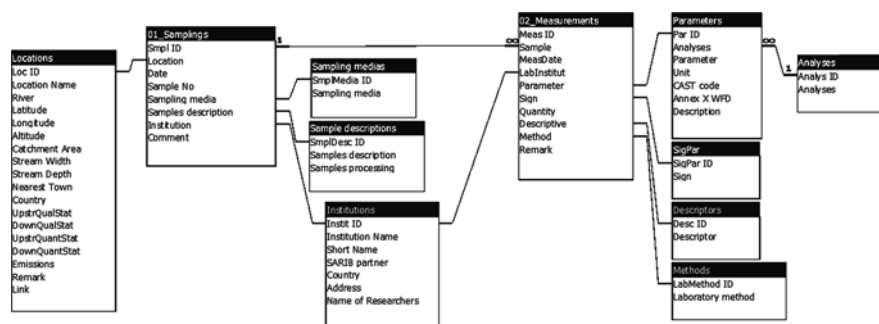 Locations
Loc ID
Location Name
River
Latitude
Longitude
Altitude
Catchment Area
Stream Width
Stream Depth
Nearest Town
Country
UpstrQualStat
DownQualStat
UpstrQuantStat
DownQuantStat
Emissions
Remark
Link
01_Samplings
Smpl ID
Location
Date
Sample No
Sampling media
Samples description
Institution
Comment
1
∞
Sampling medias
SmplMedia ID
Sampling media
Sample descriptions
SmplDesc ID
Samples description
Samples processing
Institutions
Instit ID
Institution Name
Short Name
SARIB partner
Country
Address
Name of Researchers
02_Measurements
Meas ID
Sample
MeasDate
LabInstitut
Parameter
Sign
Quantity
Descriptive
Method
Remark
Parameters
Par ID
Analyses
Parameter
Unit
CAST code
Annex X WFD
Description
∞
1
Analyses
Analys ID
Analyses
SigPar
SigPar ID
Sign
Descriptors
Desc ID
Descriptor
Methods
LabMethod ID
Laboratory method